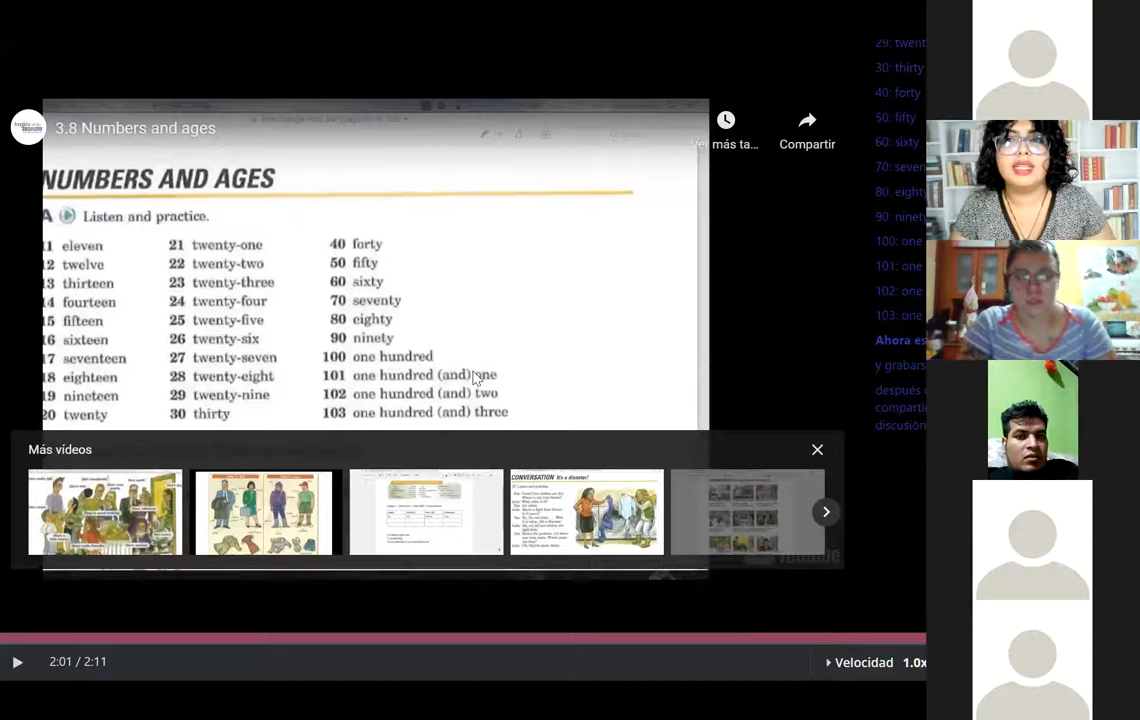 3.8 Numbers and ages
Ver más ta...
Compartir
NUMBERS AND AGES
A Listen and practice.
11 eleven
12 twelve
13 thirteen
14 fourteen
15 fifteen
16 sixteen
17 seventeen
18 eighteen
19 nineteen
20 twenty
21 twenty-one
22 twenty-two
23 twenty-three
24 twenty-four
25 twenty-five
26 twenty-six
27 twenty-seven
28 twenty-eight
29 twenty-nine
30 thirty
40 forty
50 fifty
60 sixty
70 seventy
80 eighty
90 ninety
100 one hundred
101 one hundred (and) one
102 one hundred (and) two
103 one hundred (and) three
Más vídeos
CONVERSATION It's a disaster!
2:01 / 2:11
Velocidad 1.0x
29: twent
30: thirty
40: forty
50. fifty
60: sixty
70: seven
80. eighty
90: ninety
100: one
101: one
102: one
103: one
Ahora es
y grabars
después
comparti
discusión